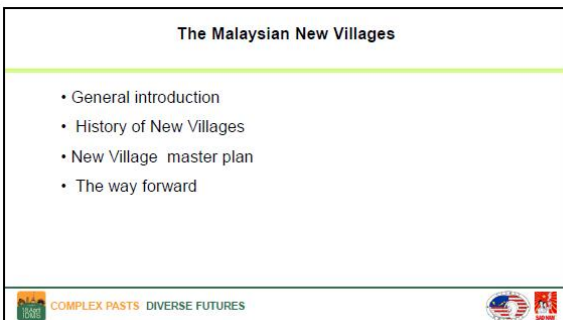 The Malaysian New Villages
• General introduction
• History of New Villages
• New Village master plan
• The way forward
COMPLEX PASTS DIVERSE FUTURES